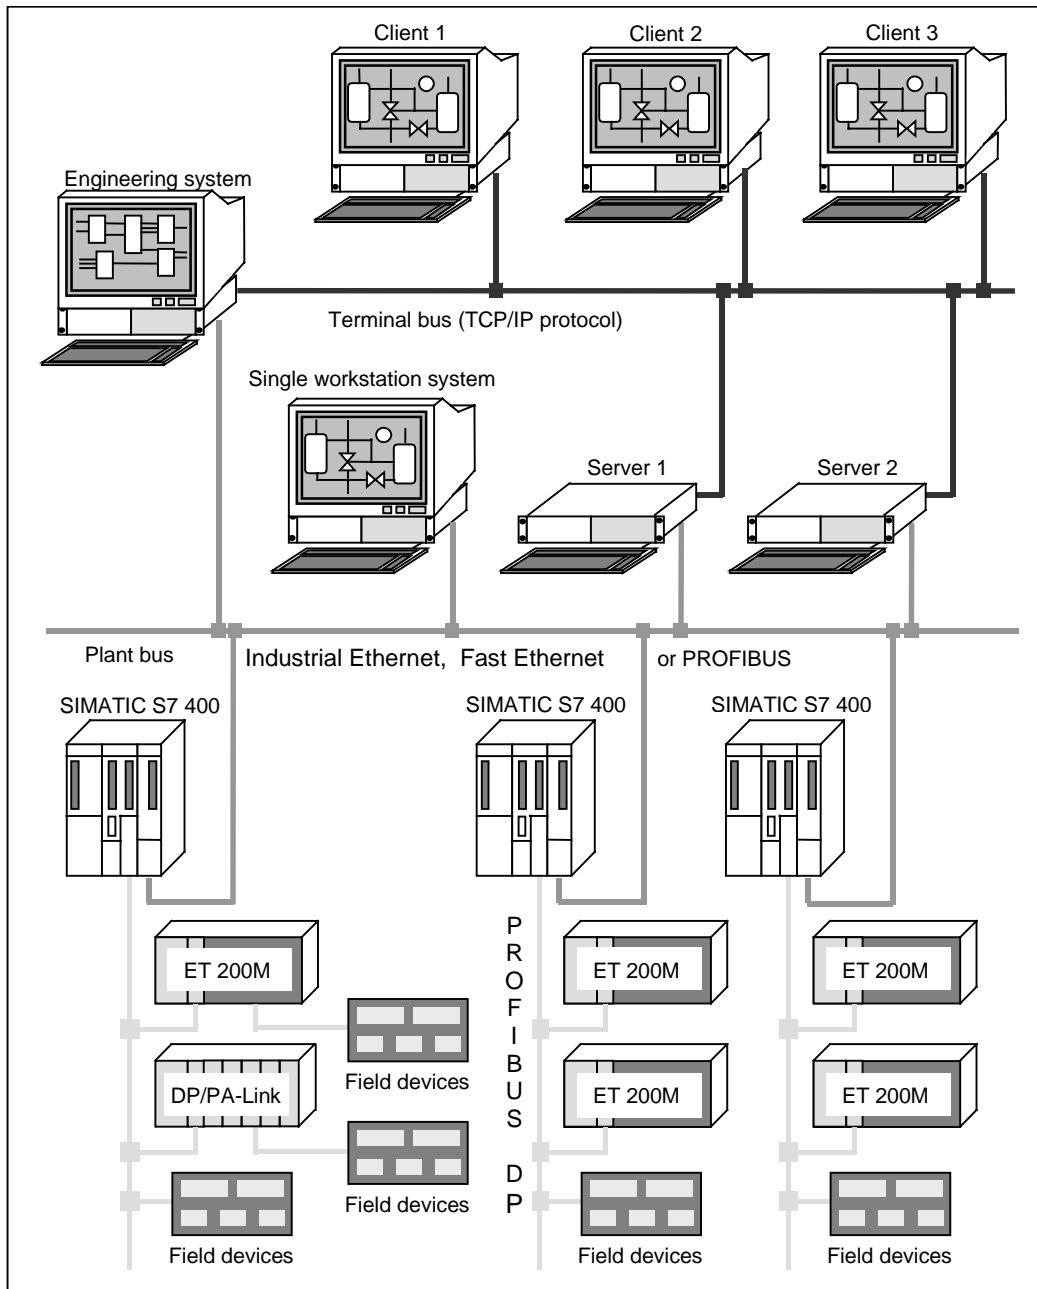 Client 1
Client 2
Client 3
Engineering system
Terminal bus (TCP/IP protocol)
Single workstation system
Server 1
Server 2
Plant bus
Industrial Ethernet, Fast Ethernet
or PROFIBUS
SIMATIC S7 400
SIMATIC S7 400
SIMATIC S7 400
PROFIBUS DP
ET 200M
ET 200M
ET 200M
Field devices
DP/PA-Link
ET 200M
ET 200M
Field devices
Field devices
Field devices
Field devices